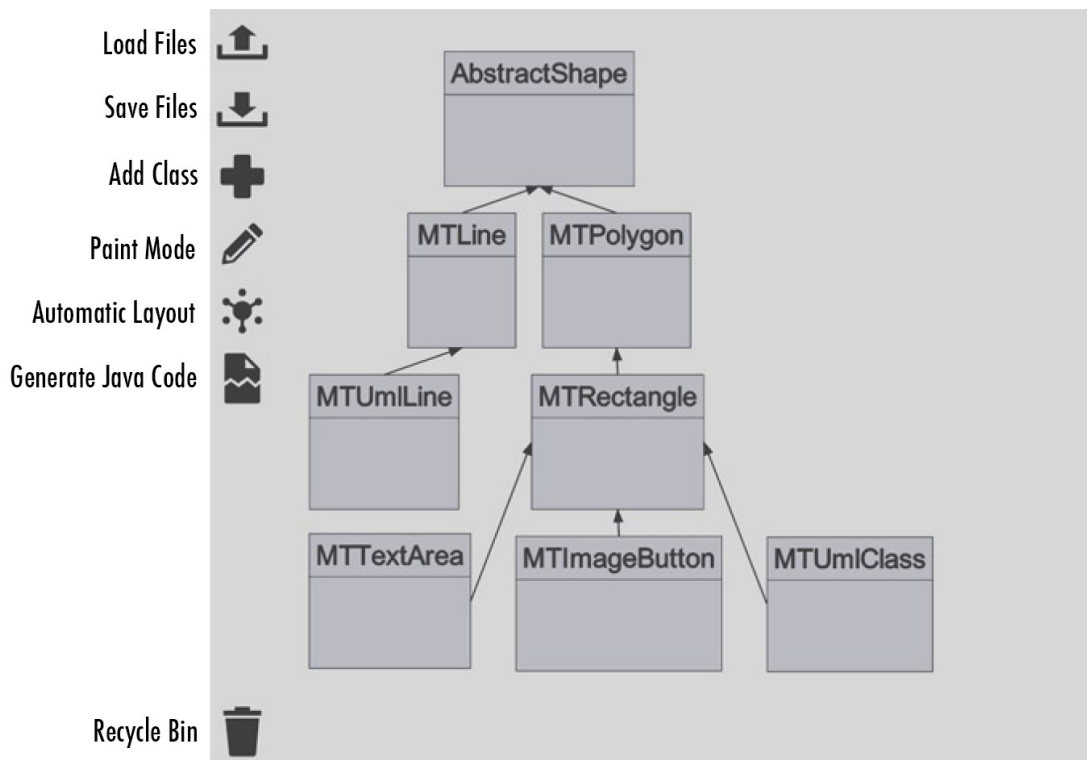 Load Files
Save Files
Add Class
Paint Mode
Automatic Layout
Generate Java Code
Recycle Bin
AbstractShape
MTLine
MTPolygon
MTUmlLine
MTRectangle
MTTextArea
MTImageButton
MTUmlClass